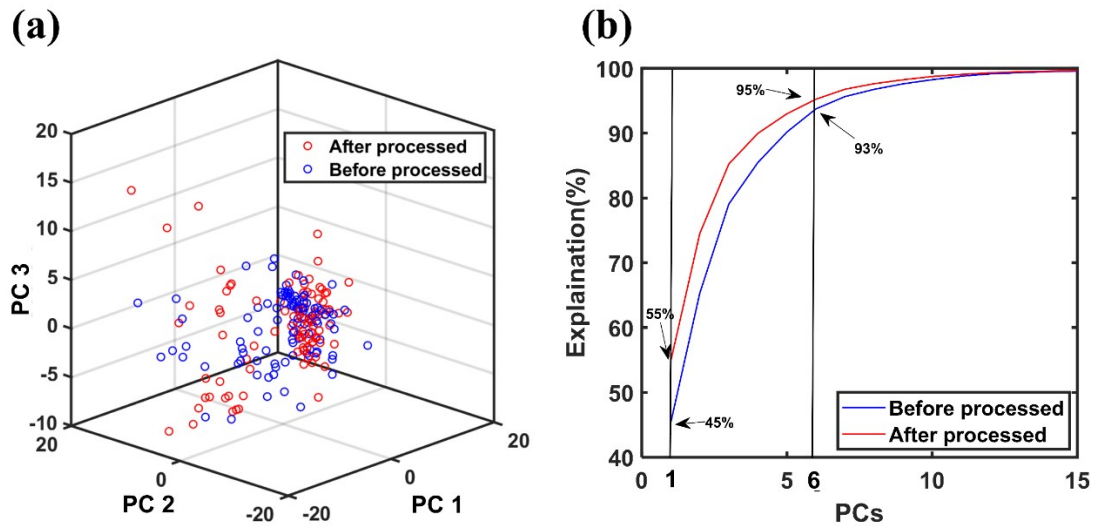 (a)
20
15
10
5
0
-5
-10
PC 3
After processed
Before processed
20
0
-20
PC 2
-20
0
20
PC 1
(b)
100
90
80
70
60
50
40
Explaination(%)
95%
93%
55%
45%
Before processed
After processed
0
1
5
6
10
15
PCs